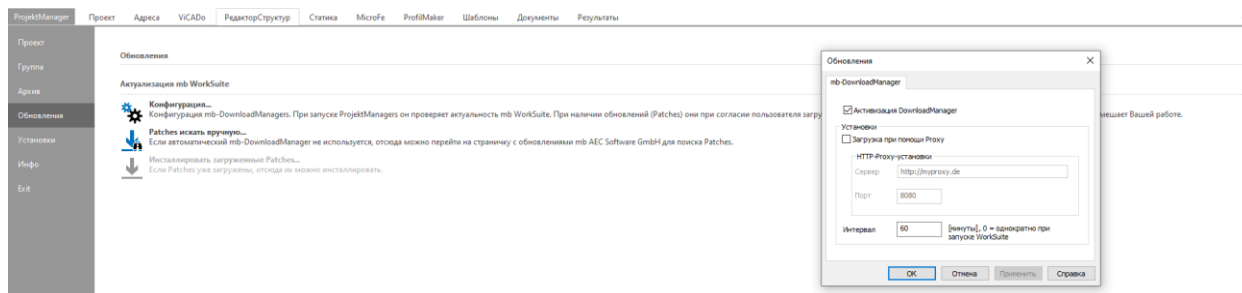 ProjektManager Проект Адреса ViCADo РедакторСтруктур Статика MicroFe ProfilMaker Шаблоны Документы Результаты
Проект
Группа
Архив
Обновления
Установки
Инфо
Exit
Обновления
Актуализация mb WorkSuite
Конфигурация...
Конфигурация mb-DownloadManagers. При запуске ProjektManagers он проверяет актуальность mb WorkSuite. При наличии обновлений (Patches) они при согласии пользователя загру
мешает Вашей работе.
Patches искать вручную...
Если автоматический mb-DownloadManager не используется, отсюда можно перейти на страничку с обновлениями mb AEC Software GmbH для поиска Patches.
Инсталлировать загруженные Patches...
Если Patches уже загружены, отсюда их можно инсталлировать.
Обновления
mb-DownloadManager
Активизация DownloadManager
Установки
Загрузка при помощи Proxy
HTTP-Proxy-установки
Сервер http://myproxy.de
Порт 8080
Интервал 60 [минуты], 0 = однократно при
запуске WorkSuite
OK Отмена Применить Справка